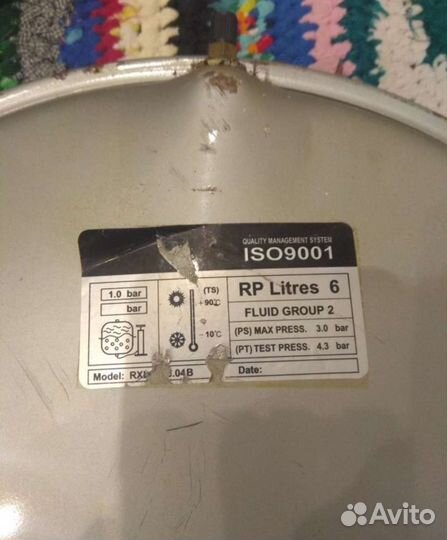 QUALITY MANAGEMENT SYSTEM
ISO9001
1.0 bar
bar
(TS)
+90°C
-10°C
RP Litres 6
FLUID GROUP 2
(PS) MAX PRESS. 3.0 bar
(PT) TEST PRESS. 4.3 bar
Model:
Date:
Avito